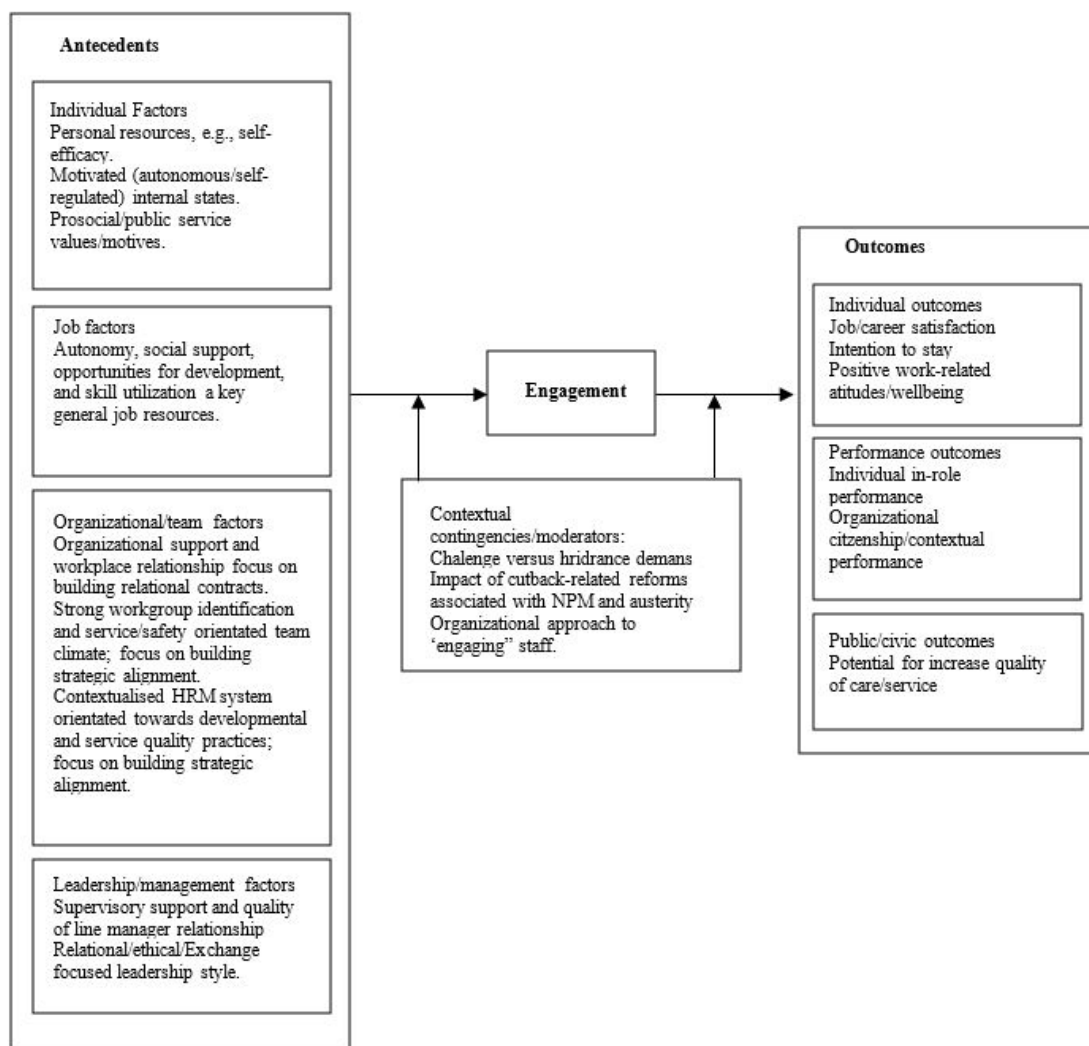 Antecedents
Individual Factors
Personal resources, e.g., self-
efficacy.
Motivated (autonomous/self-
regulated) internal states.
Prosocial/public service
values/motives.
Job factors
Autonomy, social support,
opportunities for development,
and skill utilization a key
general job resources.
Organizational/team factors
Organizational support and
workplace relationship focus on
building relational contracts.
Strong workgroup identification
and service/safety orientated team
climate; focus on building
strategic alignment.
Contextualised HRM system
orientated towards developmental
and service quality practices;
focus on building strategic
alignment.
Leadership/management factors
Supervisory support and quality
of line manager relationship
Relational/ethical/Exchange
focused leadership style.
Engagement
Contextual
contingencies/moderators:
Chalenge versus hridrance demans
Impact of cutback-related reforms
associated with NPM and austerity
Organizational approach to
‘engaging” staff.
Outcomes
Individual outcomes
Job/career satisfaction
Intention to stay
Positive work-related
atitudes/wellbeing
Performance outcomes
Individual in-role
performance
Organizational
citzenship/contextual
performance
Public/civic outcomes
Potential for increase quality
of care/service